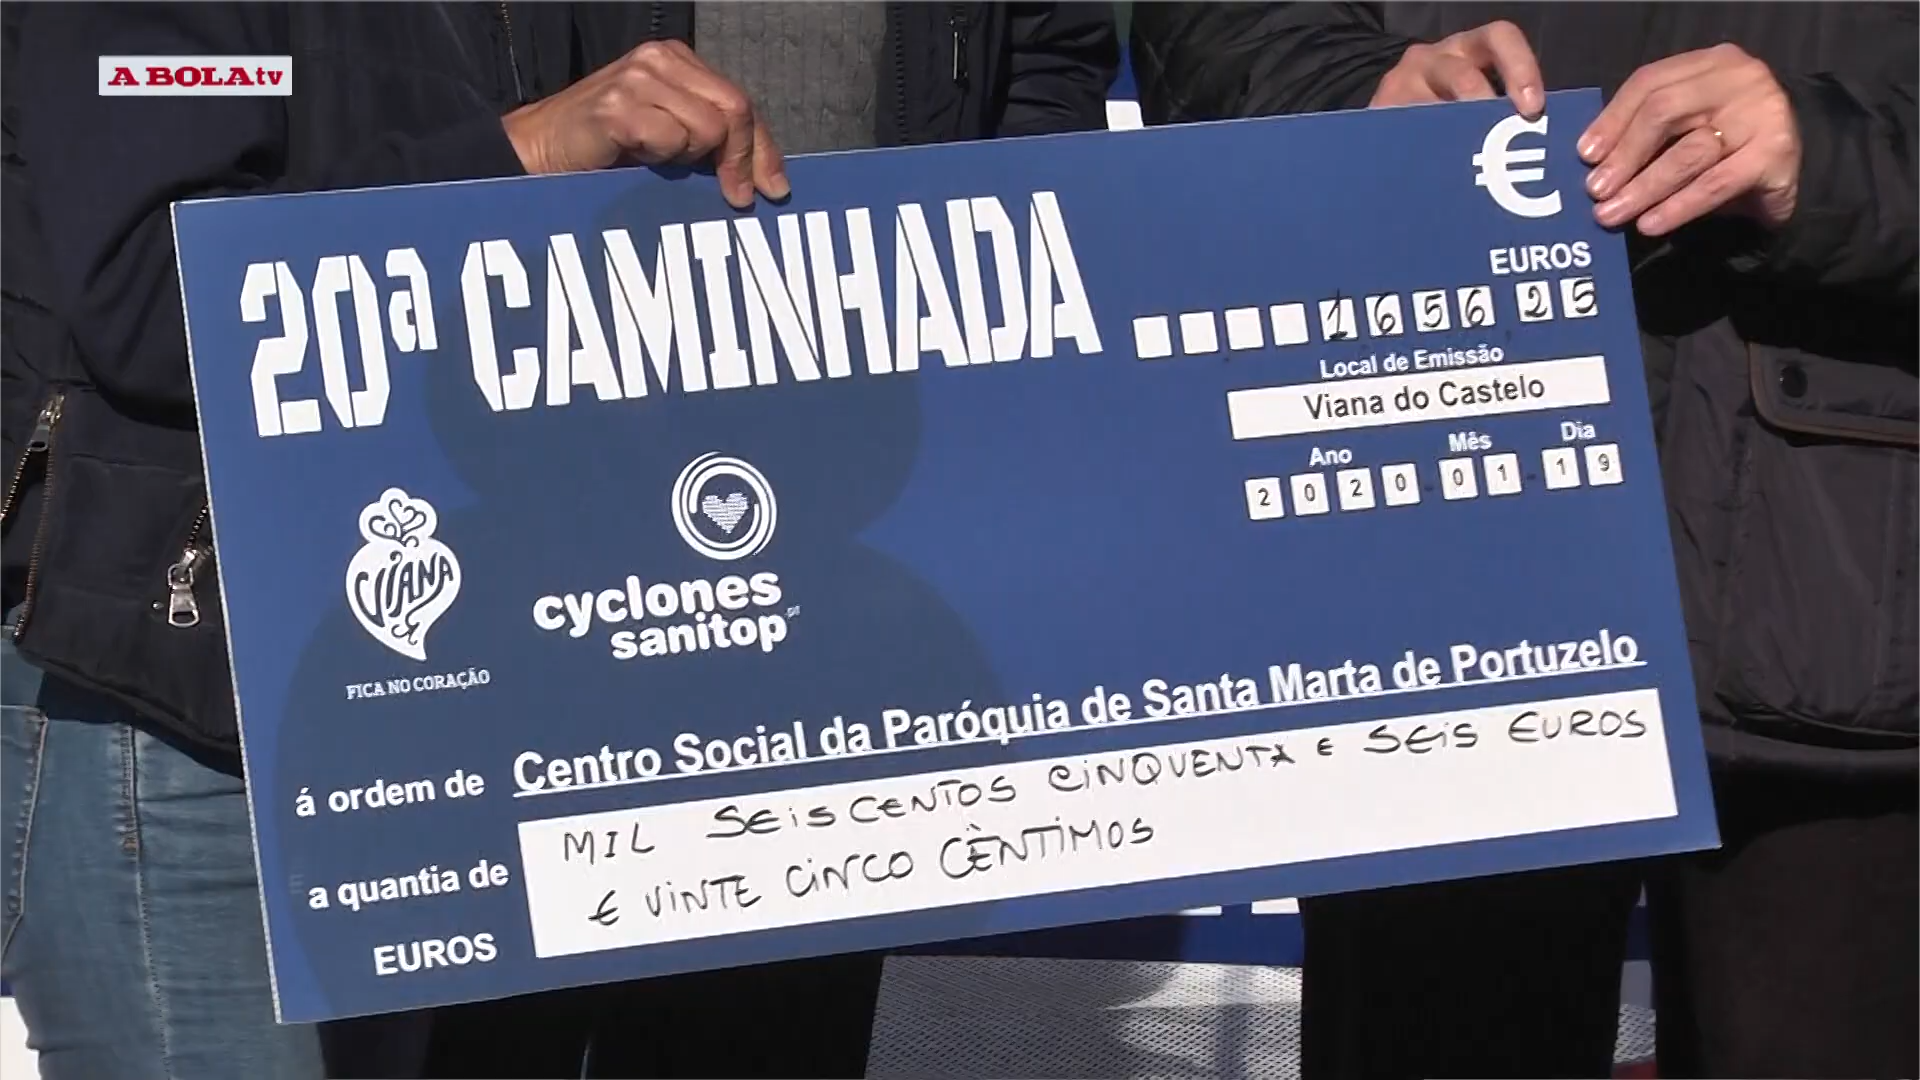 A BOLAtv
€
EUROS
20ª CAMINHADA
1656 25
Local de Emissão
Viana do Castelo
Ano Mês Dia
2020-01-19
VIANA
FICA NO CORAÇÃO
cyclones
sanitop
á ordem de Centro Social da Paróquia de Santa Marta de Portuzelo
a quantia de MIL SEISCENTOS CINQUENTA E SEIS EUROS
E VINTE CINCO CÊNTIMOS
EUROS